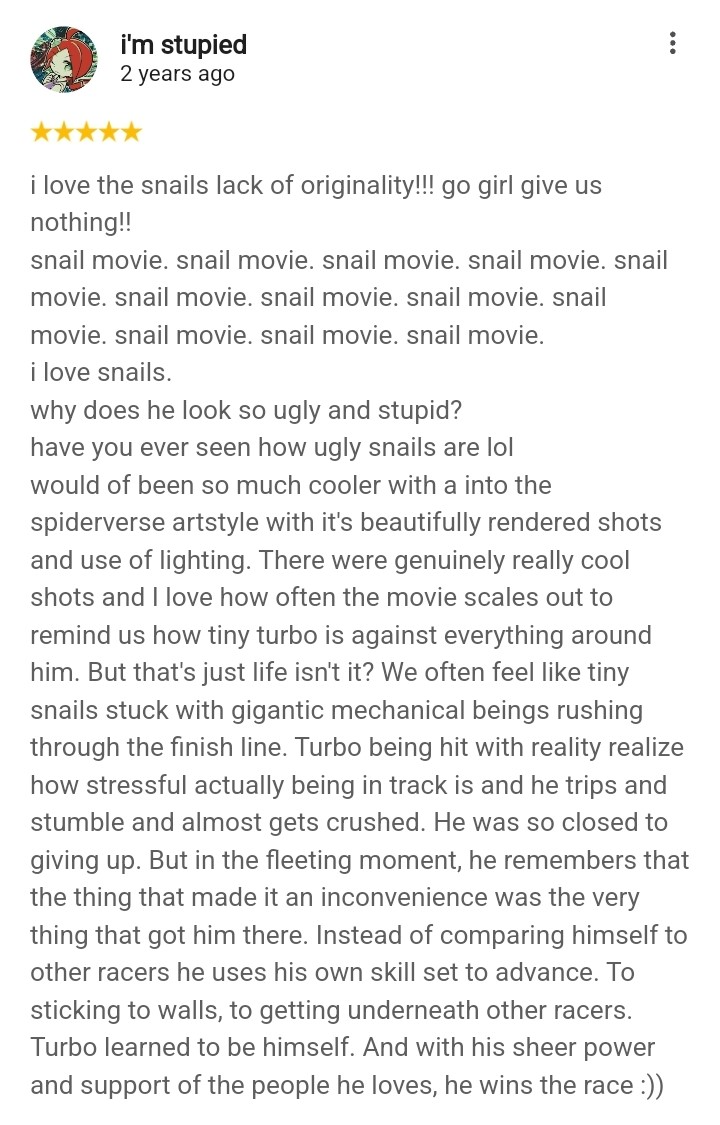 i'm stupied
2 years ago
i love the snails lack of originality!!! go girl give us
nothing!!
snail movie. snail movie. snail movie. snail movie. snail
movie. snail movie. snail movie. snail movie. snail
movie. snail movie. snail movie. snail movie.
i love snails.
why does he look so ugly and stupid?
have you ever seen how ugly snails are lol
would of been so much cooler with a into the
spiderverse artstyle with it's beautifully rendered shots
and use of lighting. There were genuinely really cool
shots and I love how often the movie scales out to
remind us how tiny turbo is against everything around
him. But that's just life isn't it? We often feel like tiny
snails stuck with gigantic mechanical beings rushing
through the finish line. Turbo being hit with reality realize
how stressful actually being in track is and he trips and
stumble and almost gets crushed. He was so closed to
giving up. But in the fleeting moment, he remembers that
the thing that made it an inconvenience was the very
thing that got him there. Instead of comparing himself to
other racers he uses his own skill set to advance. To
sticking to walls, to getting underneath other racers.
Turbo learned to be himself. And with his sheer power
and support of the people he loves, he wins the race :))